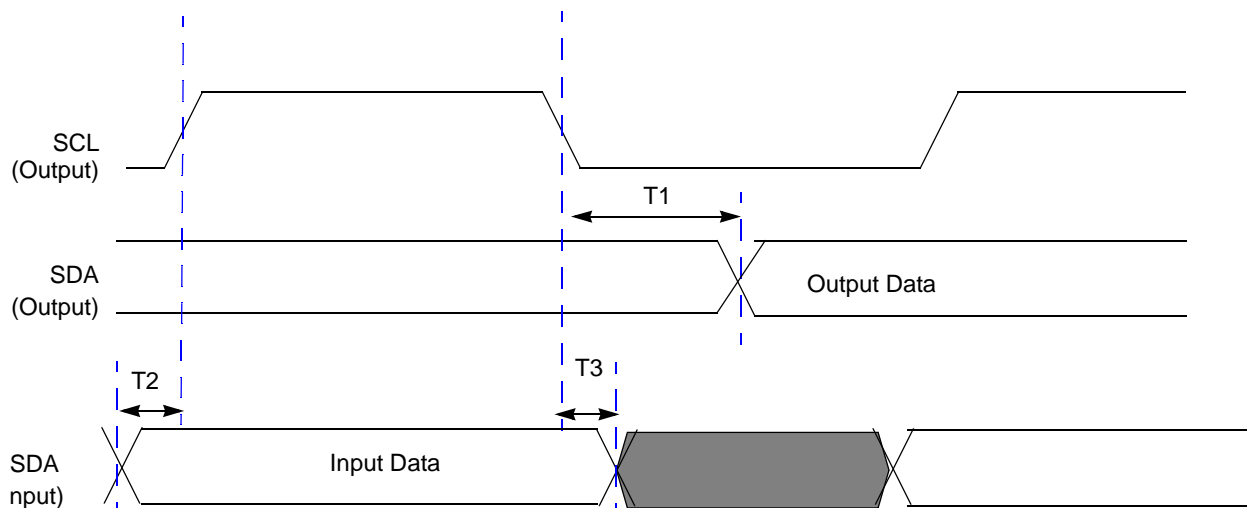 SCL
(Output)
T1
SDA
(Output)
Output Data
T2
T3
SDA
nput)
Input Data